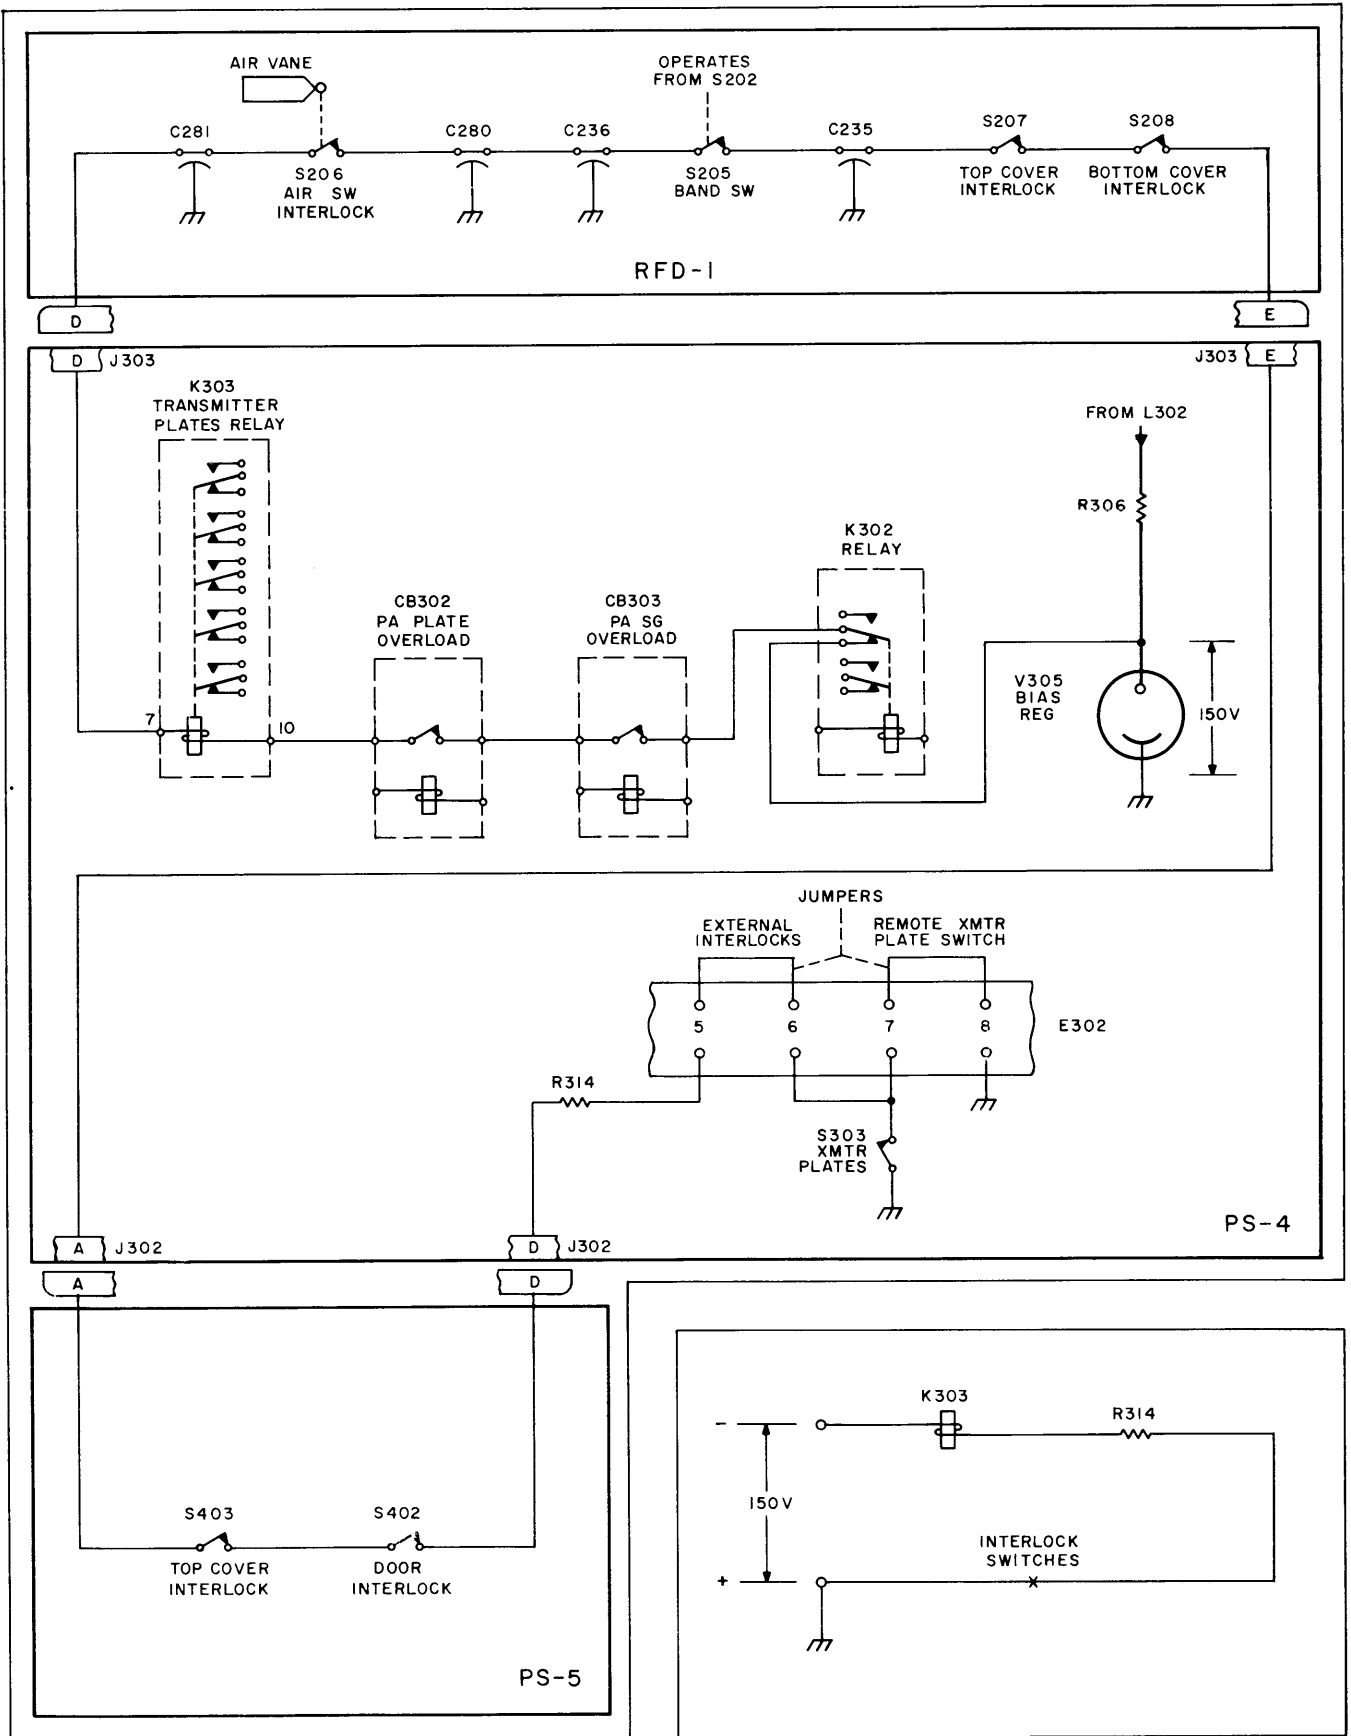 AIR VANE
OPERATES
FROM S202
C281
C280
C236
C235
S207
S208
S206
AIR SW
INTERLOCK
S205
BAND SW
TOP COVER
INTERLOCK
BOTTOM COVER
INTERLOCK
RFD-1
D
E
D
J303
J303
E
K303
TRANSMITTER
PLATES RELAY
FROM L302
R306
K302
RELAY
CB302
PA PLATE
OVERLOAD
CB303
PA SG
OVERLOAD
V305
BIAS
REG
150V
7
10
JUMPERS
EXTERNAL
INTERLOCKS
REMOTE XMTR
PLATE SWITCH
5
6
7
8
E302
R314
S303
XMTR
PLATES
PS-4
A
J302
D
J302
A
D
S403
S402
TOP COVER
INTERLOCK
DOOR
INTERLOCK
PS-5
K303
R314
-
150V
INTERLOCK
SWITCHES
+